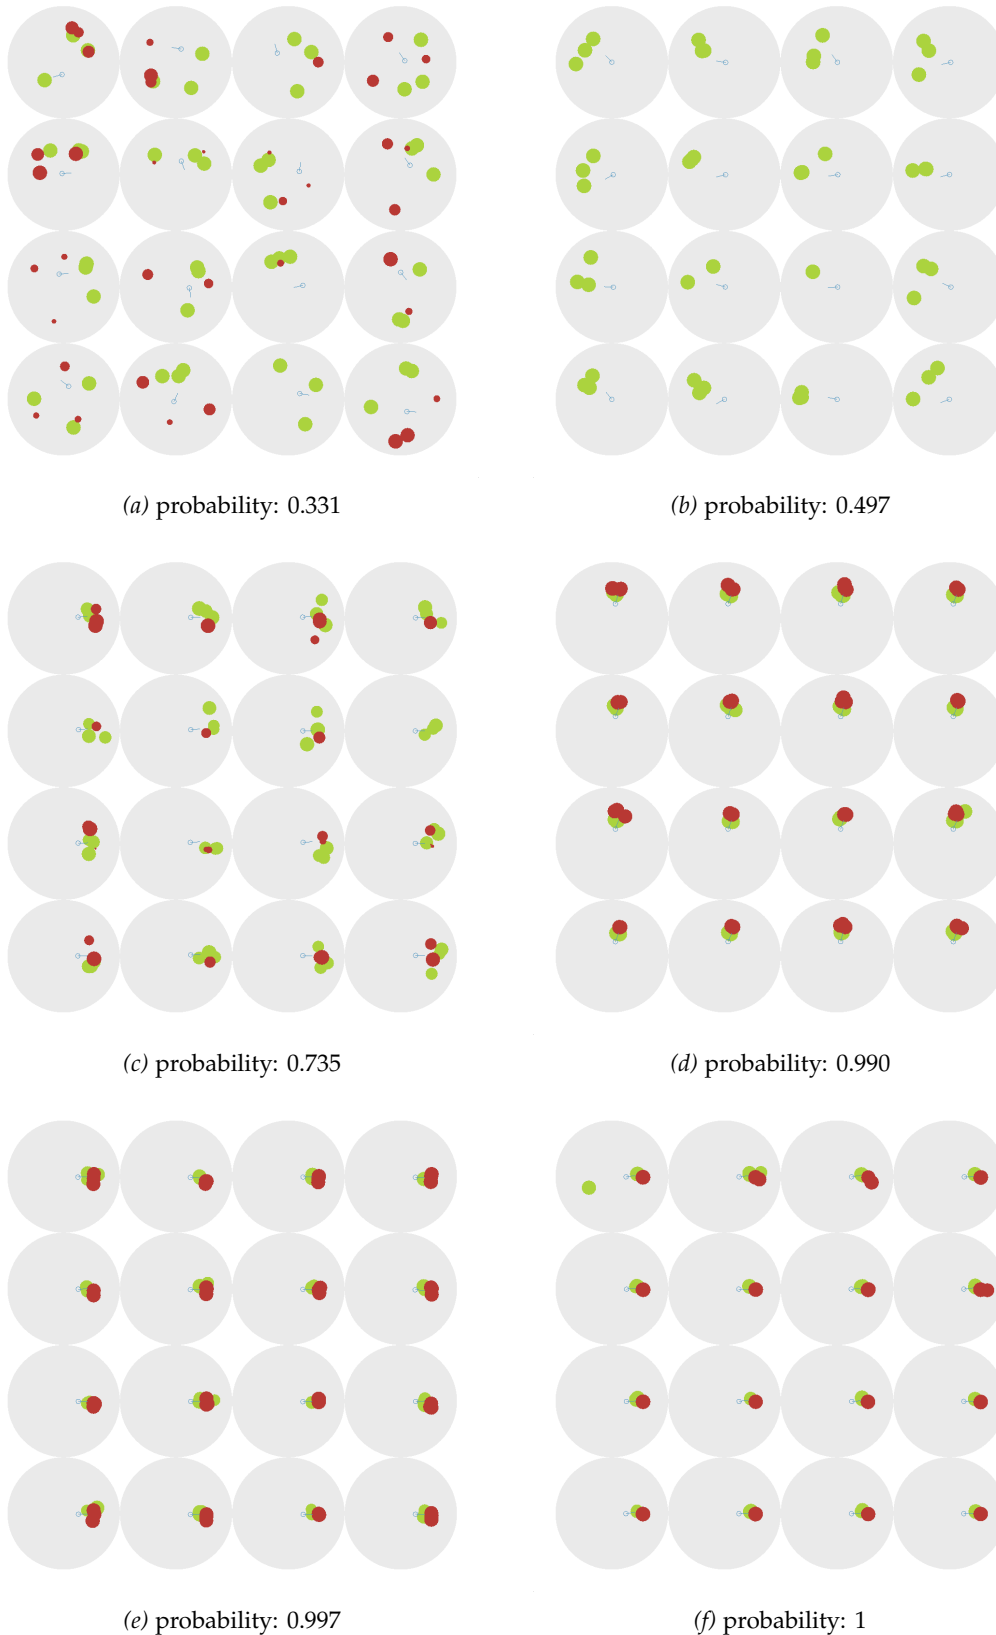 (a) probability: 0.331
(b) probability: 0.497
(c) probability: 0.735
(d) probability: 0.990
(e) probability: 0.997
(f) probability: 1